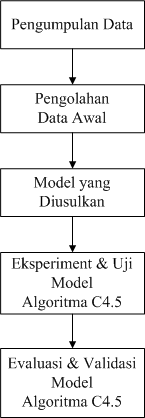 Pengumpulan Data
Pengolahan
Data Awal
Model yang
Diusulkan
Eksperiment & Uji
Model
Algoritma C4.5
Evaluasi & Validasi
Model
Algoritma C4.5